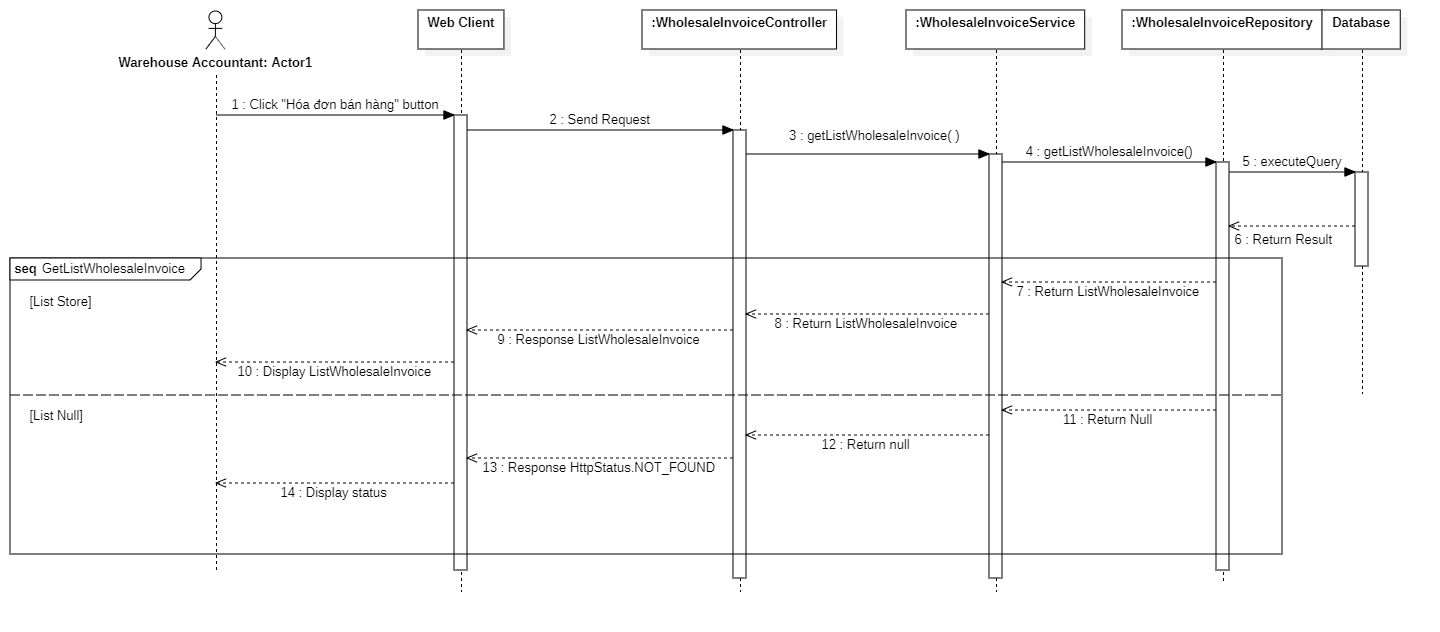 Warehouse Accountant: Actor1
Web Client
:WholesaleInvoiceController
:WholesaleInvoiceService
:WholesaleInvoiceRepository
Database
1 : Click "Hóa đơn bán hàng" button
2 : Send Request
3 : getListWholesaleInvoice( )
4 : getListWholesaleInvoice()
5 : executeQuery
6 : Return Result
seq GetListWholesaleInvoice
[List Store]
7 : Return ListWholesaleInvoice
8 : Return ListWholesaleInvoice
9 : Response ListWholesaleInvoice
10 : Display ListWholesaleInvoice
[List Null]
11 : Return Null
12 : Return null
13 : Response HttpStatus.NOT_FOUND
14 : Display status